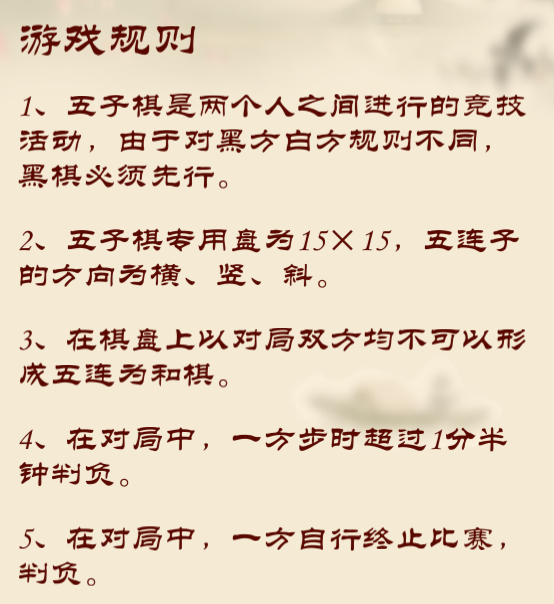 游戏规则
1、五子棋是两个人之间进行的竞技
活动，由于对黑方白方规则不同，
黑棋必须先行。
2、五子棋专用盘为15×15，五连子
的方向为横、竖、斜。
3、在棋盘上以对局双方均不可以形
成五连为和棋。
4、在对局中，一方步时超过1分半
钟判负。
5、在对局中，一方自行终止比赛，
判负。